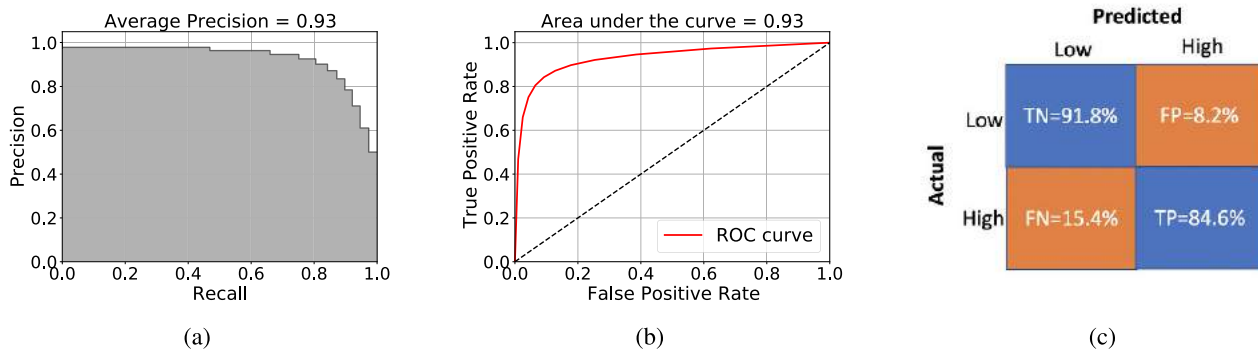 Average Precision = 0.93
1.0
0.8
0.6
0.4
0.2
0.0
0.0 0.2 0.4 0.6 0.8 1.0
Precision
Recall
(a)
Area under the curve = 0.93
1.0
0.8
0.6
0.4
0.2
0.0
0.0 0.2 0.4 0.6 0.8 1.0
True Positive Rate
False Positive Rate
ROC curve
(b)
Predicted
Low High
Actual
Low TN=91.8% FP=8.2%
High FN=15.4% TP=84.6%
(c)